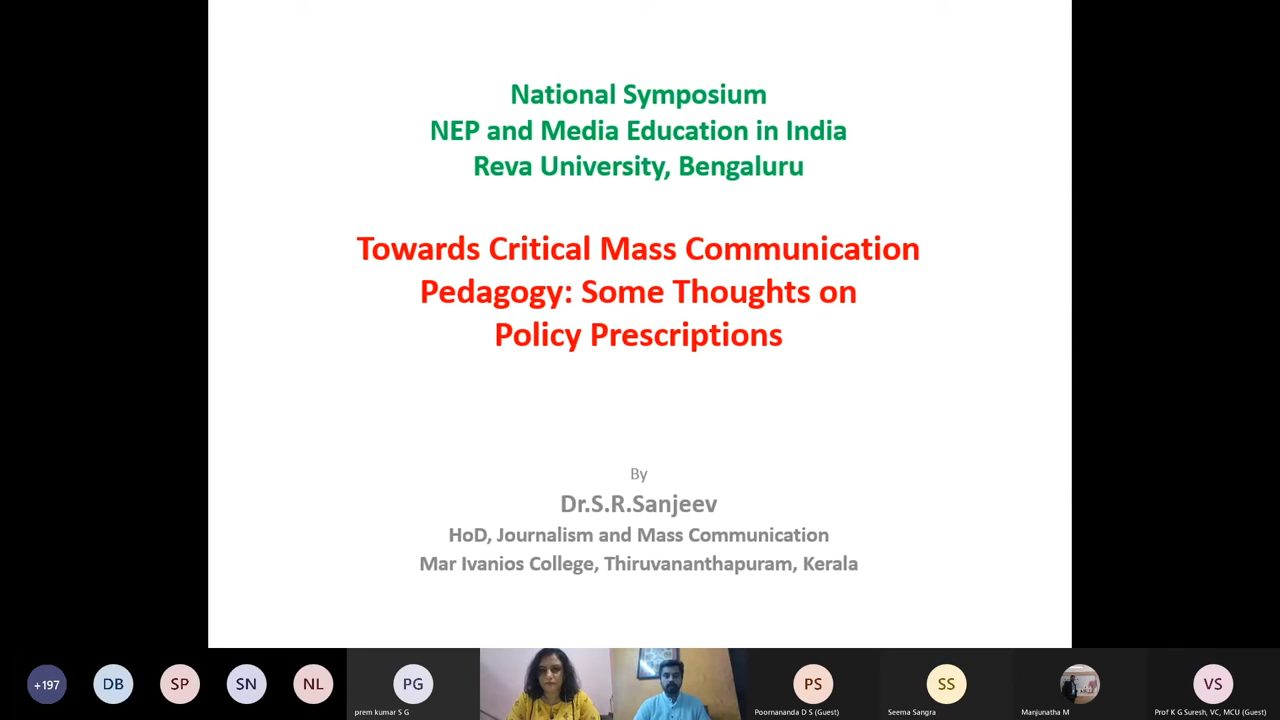 National Symposium
NEP and Media Education in India
Reva University, Bengaluru
Towards Critical Mass Communication
Pedagogy: Some Thoughts on
Policy Prescriptions
By
Dr.S.R.Sanjeev
HoD, Journalism and Mass Communication
Mar Ivanios College, Thiruvananthapuram, Kerala
+197
DB
SP
SN
NL
PG
prem kumar S G
PS
Poornananda D S (Guest)
SS
Seema Sangra
Manjunatha M
VS
Prof K G Suresh, VC, MCU (Guest)